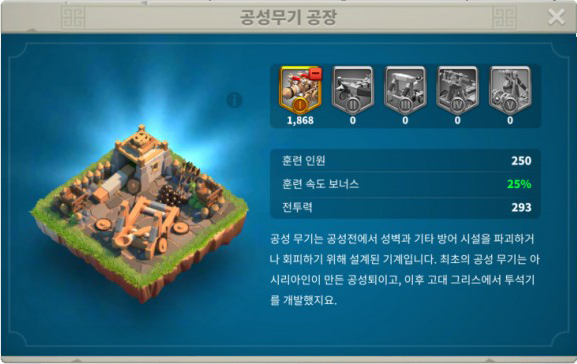 공성무기 공장
I II III IV V
1,868 0 0 0 0
훈련 인원 250
훈련 속도 보너스 25%
전투력 293
공성 무기는 공성전에서 성벽과 기타 방어 시설을 파괴하거
나 회피하기 위해 설계된 기계입니다. 최초의 공성 무기는 아
시리아인이 만든 공성퇴이고, 이후 고대 그리스에서 투석기
를 개발했지요.